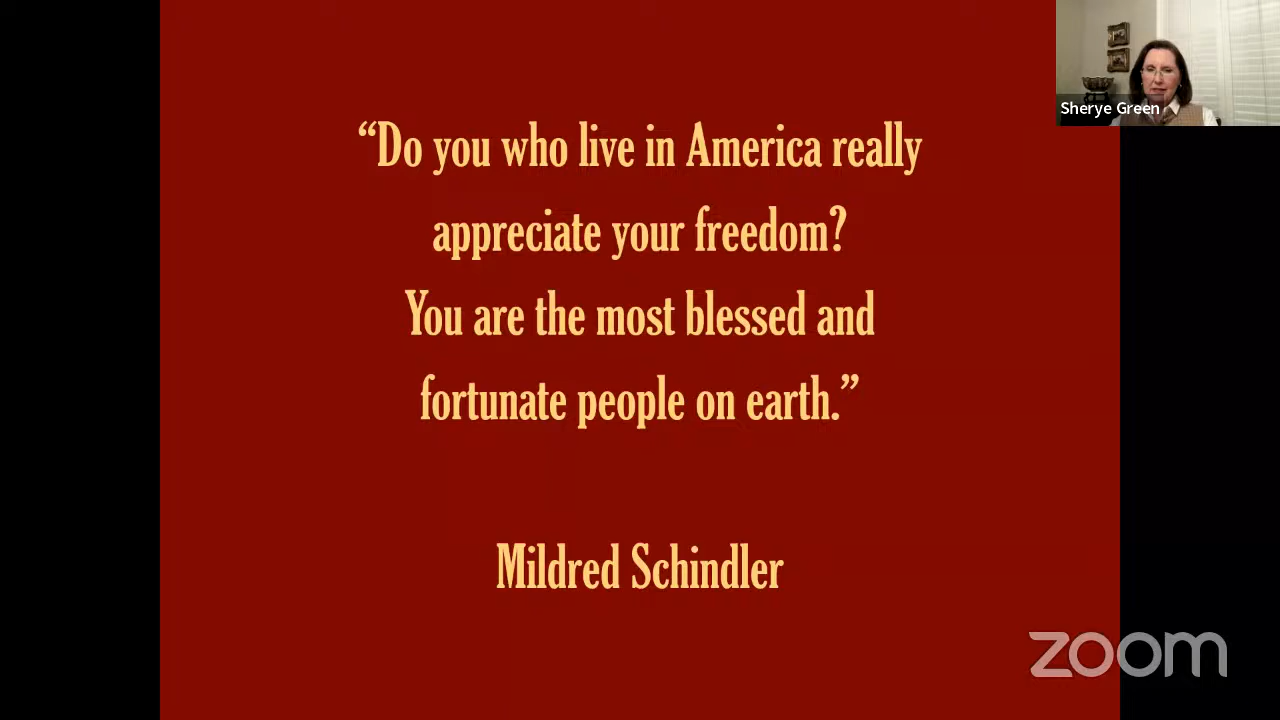 Sherye Green
“Do you who live in America really
appreciate your freedom?
You are the most blessed and
fortunate people on earth.”
Mildred Schindler
zoom